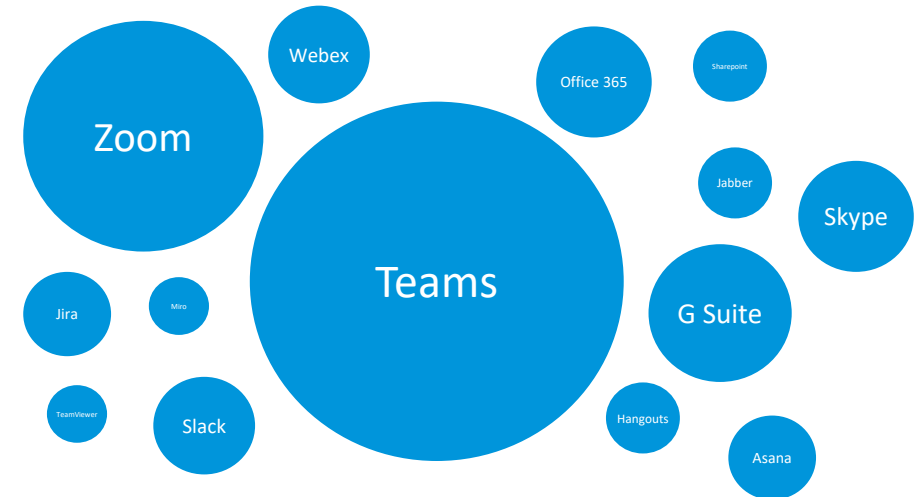 Webex
Office 365
Sharepoint
Zoom
Jabber
Skype
Teams
Miro
Jira
G Suite
TeamViewer
Slack
Hangouts
Asana